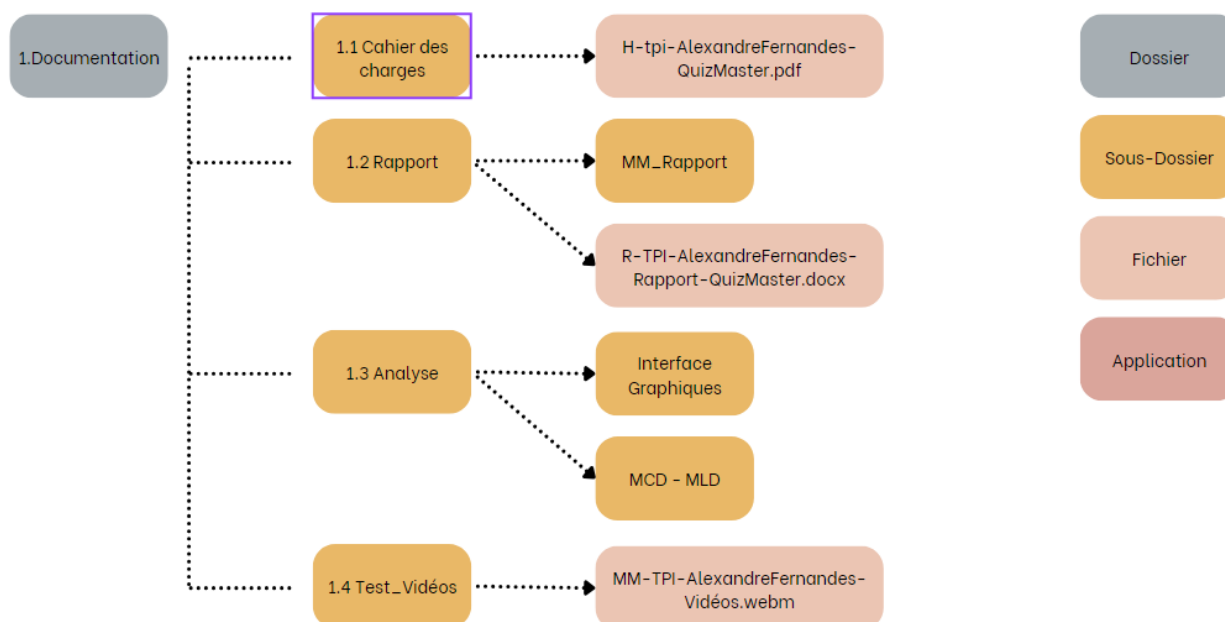 1.Documentation
1.1 Cahier des
charges
H-tpi-AlexandreFernandes-
QuizMaster.pdf
Dossier
1.2 Rapport
MM_Rapport
Sous-Dossier
R-TPI-AlexandreFernandes-
Rapport-QuizMaster.docx
Fichier
1.3 Analyse
Interface
Graphiques
Application
MCD - MLD
1.4 Test_Vidéos
MM-TPI-AlexandreFernandes-
Vidéos.webm